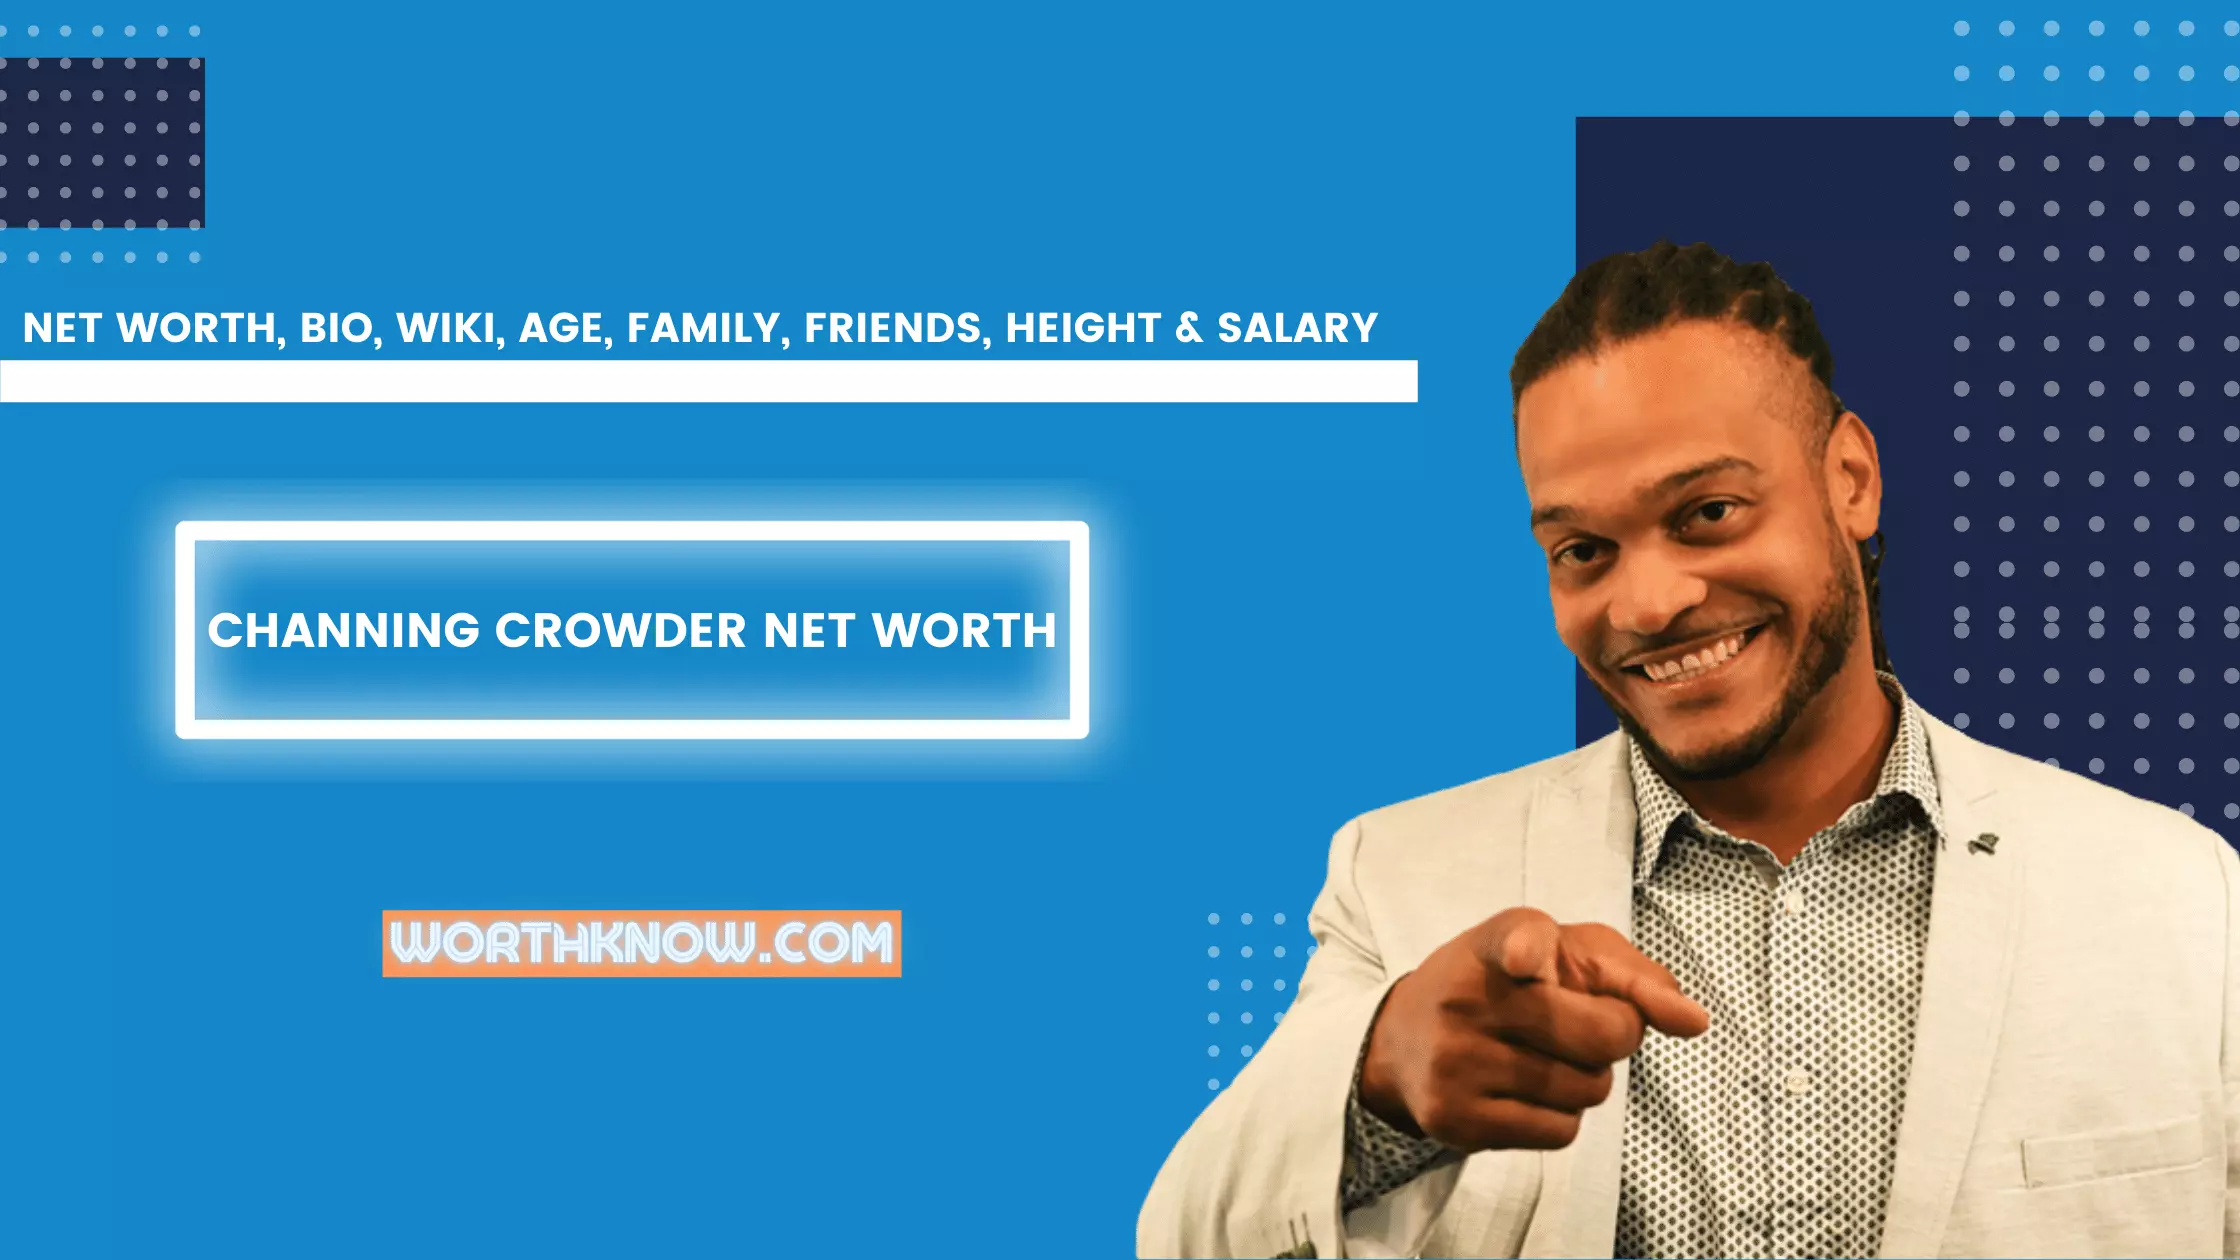 NET WORTH, BIO, WIKI, AGE, FAMILY, FRIENDS, HEIGHT & SALARY
CHANNING CROWDER NET WORTH
WORTHKNOW.COM